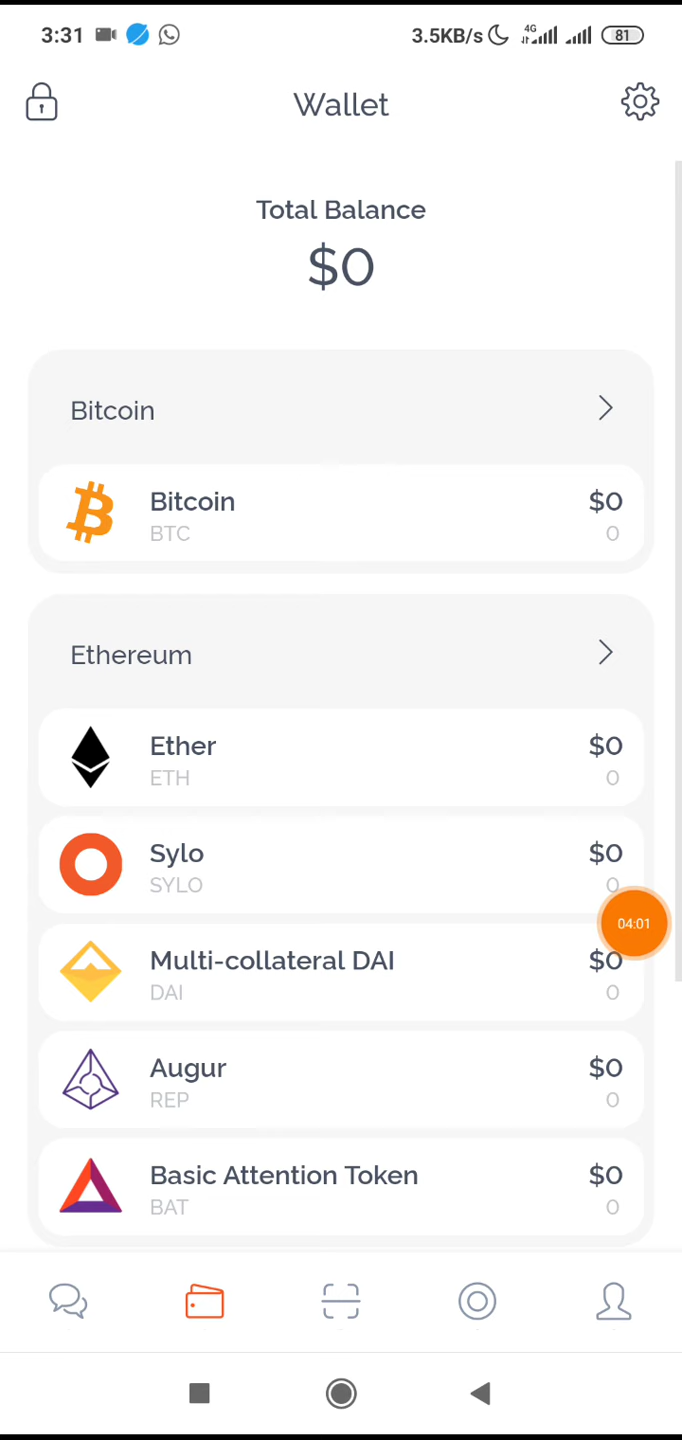 3:31 3.5KB/s 4G 81
Wallet
Total Balance
$0
Bitcoin
Bitcoin $0
BTC 0
Ethereum
Ether $0
ETH 0
Sylo $0
SYLO 0
04:01
Multi-collateral DAI $0
DAI 0
Augur $0
REP 0
Basic Attention Token $0
BAT 0